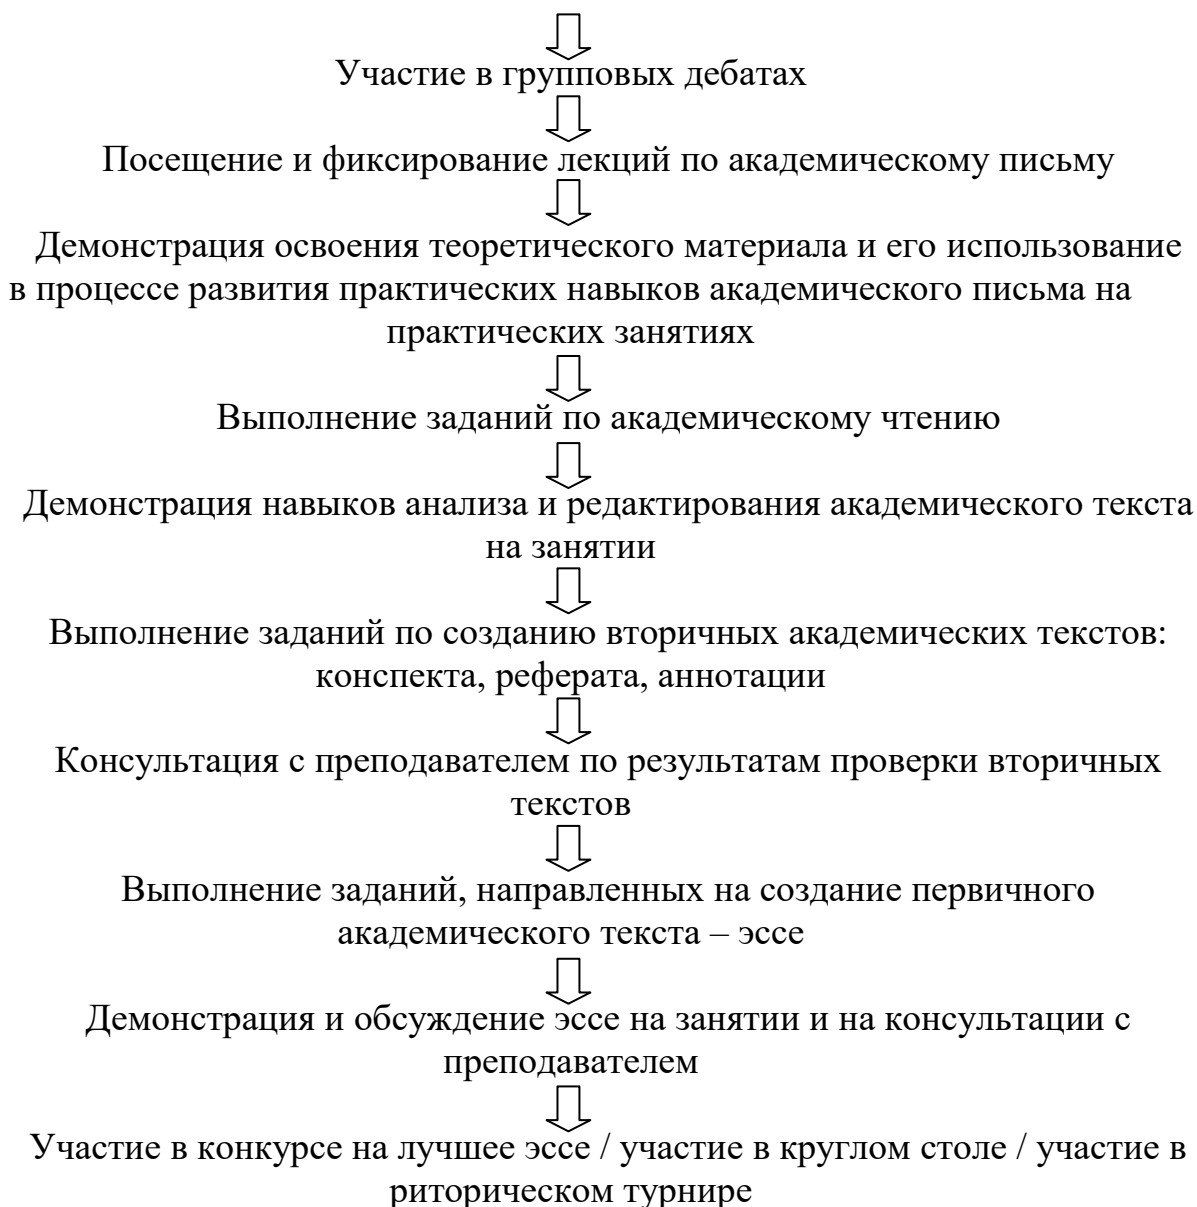 Участие в групповых дебатах
Посещение и фиксирование лекций по академическому письму
Демонстрация освоения теоретического материала и его использование
в процессе развития практических навыков академического письма на
практических занятиях
Выполнение заданий по академическому чтению
Демонстрация навыков анализа и редактирования академического текста
на занятии
Выполнение заданий по созданию вторичных академических текстов:
конспекта, реферата, аннотации
Консультация с преподавателем по результатам проверки вторичных
текстов
Выполнение заданий, направленных на создание первичного
академического текста – эссе
Демонстрация и обсуждение эссе на занятии и на консультации с
преподавателем
Участие в конкурсе на лучшее эссе / участие в круглом столе / участие в
риторическом турнире